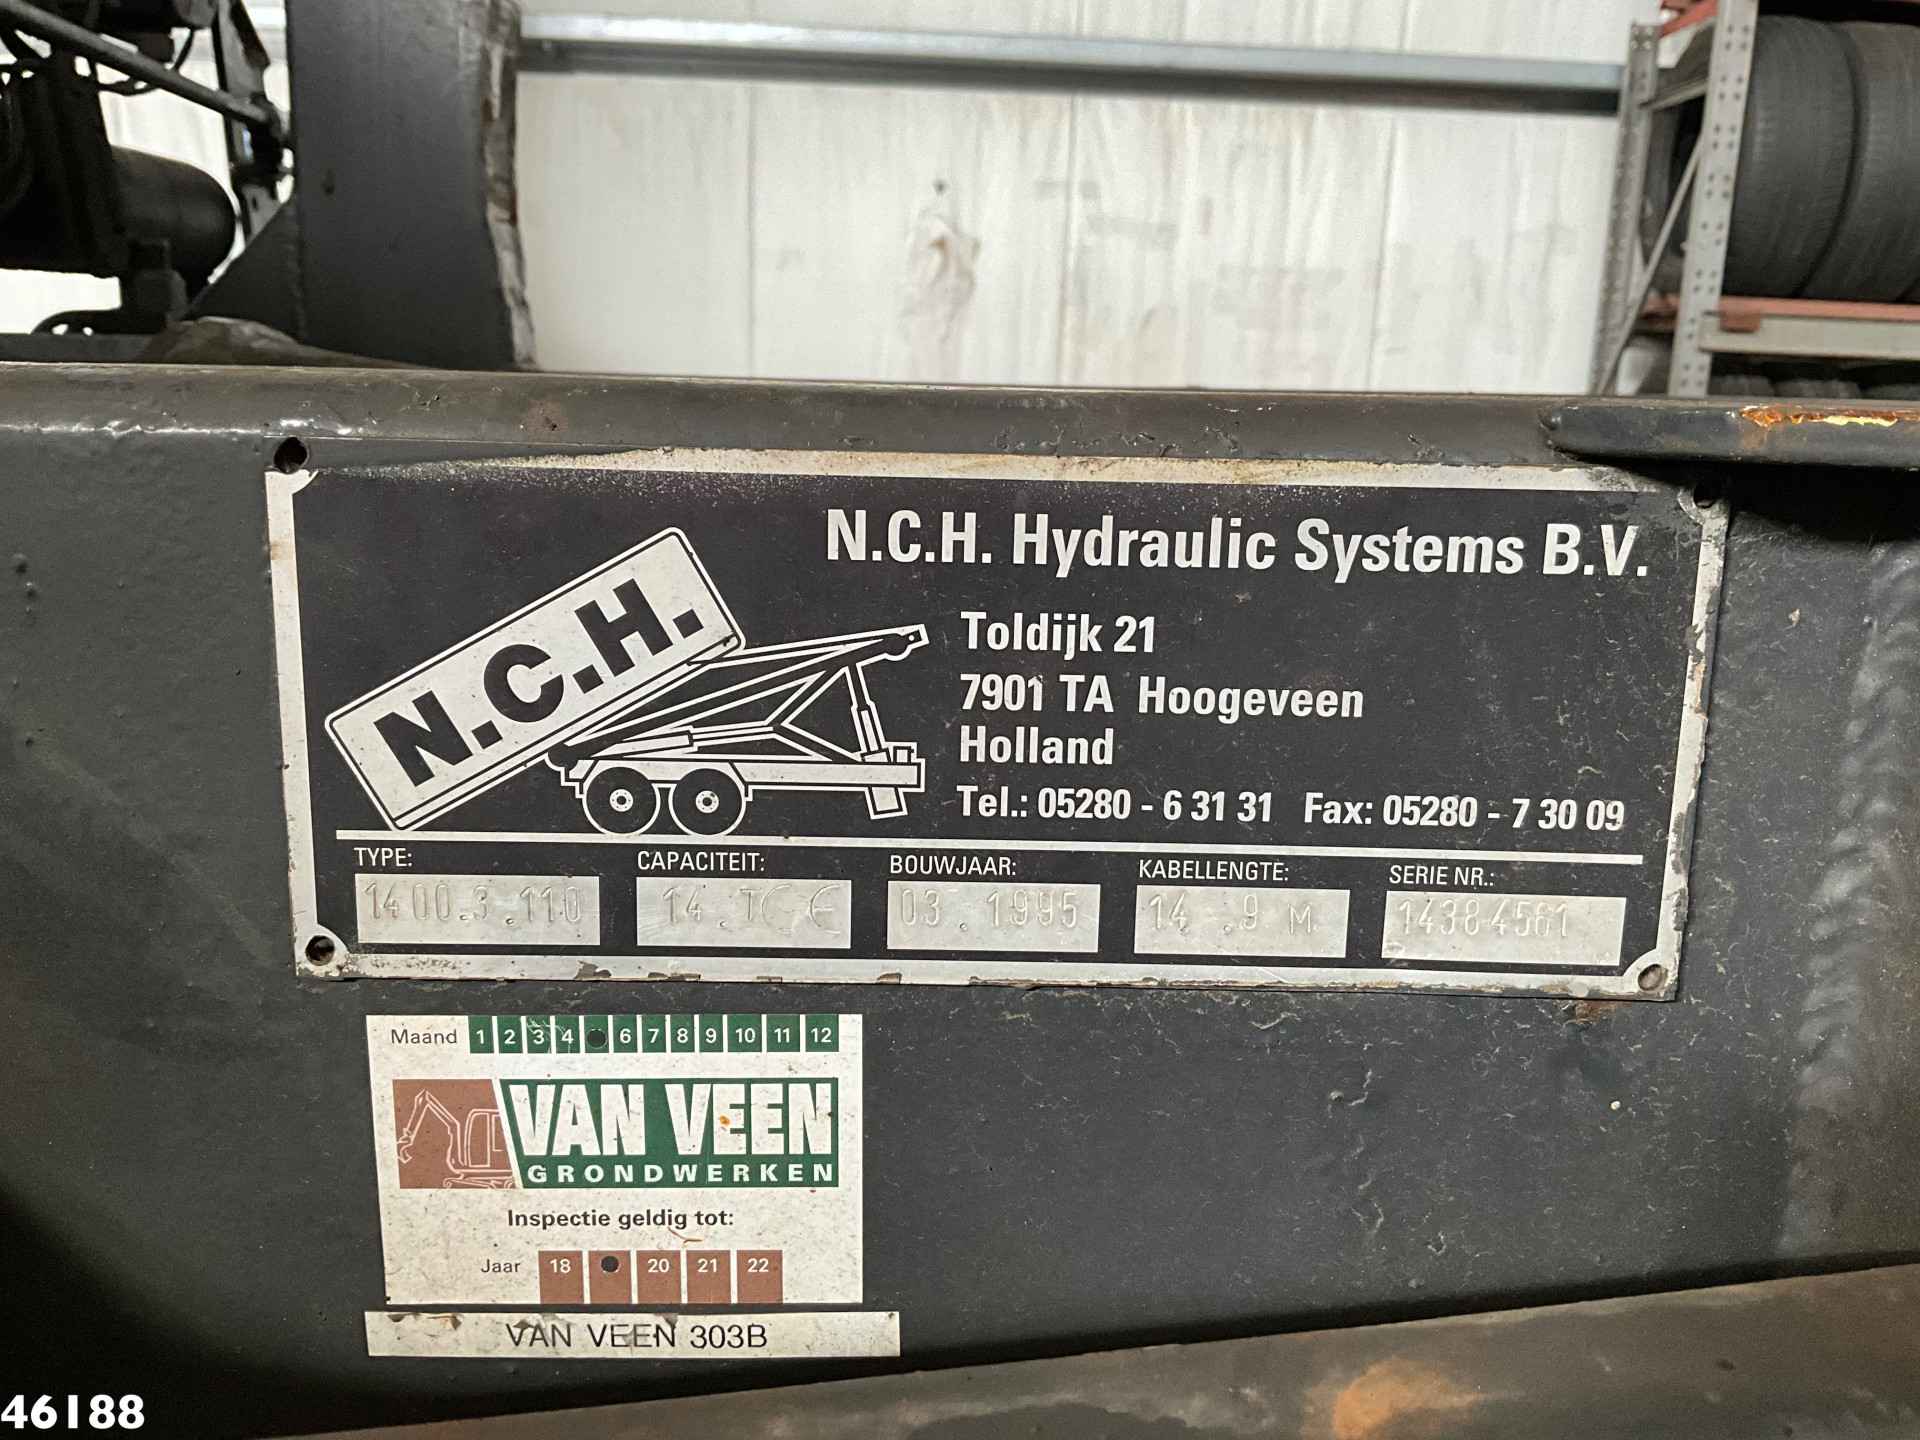 N.C.H.
N.C.H. Hydraulic Systems B.V.
Toldijk 21
7901 TA Hoogeveen
Holland
Tel.: 05280 - 6 31 31 Fax: 05280 - 7 30 09
TYPE: CAPACITEIT: BOUWJAAR: KABELLENGTE: SERIE NR.:
1400.3.110 14.T 03.1995 14.9 M 14384561
Maand 1 2 3 4 6 7 8 9 10 11 12
VAN VEEN
GRONDWERKEN
Inspectie geldig tot:
Jaar 18 20 21 22
VAN VEEN 303B
46188